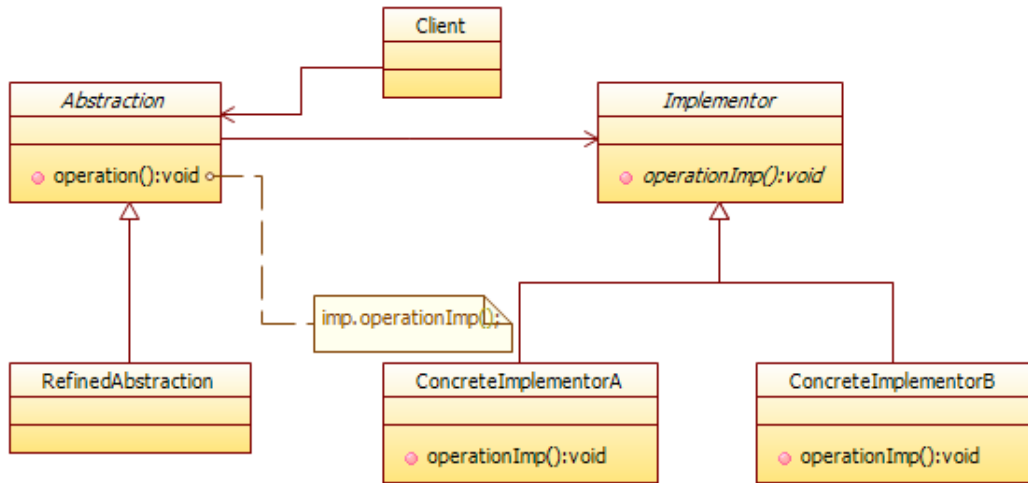 Client
Abstraction
Implementor
operation():void
operationImp():void
imp.operationImp();
RefinedAbstraction
ConcreteImplementorA
ConcreteImplementorB
operationImp():void
operationImp():void